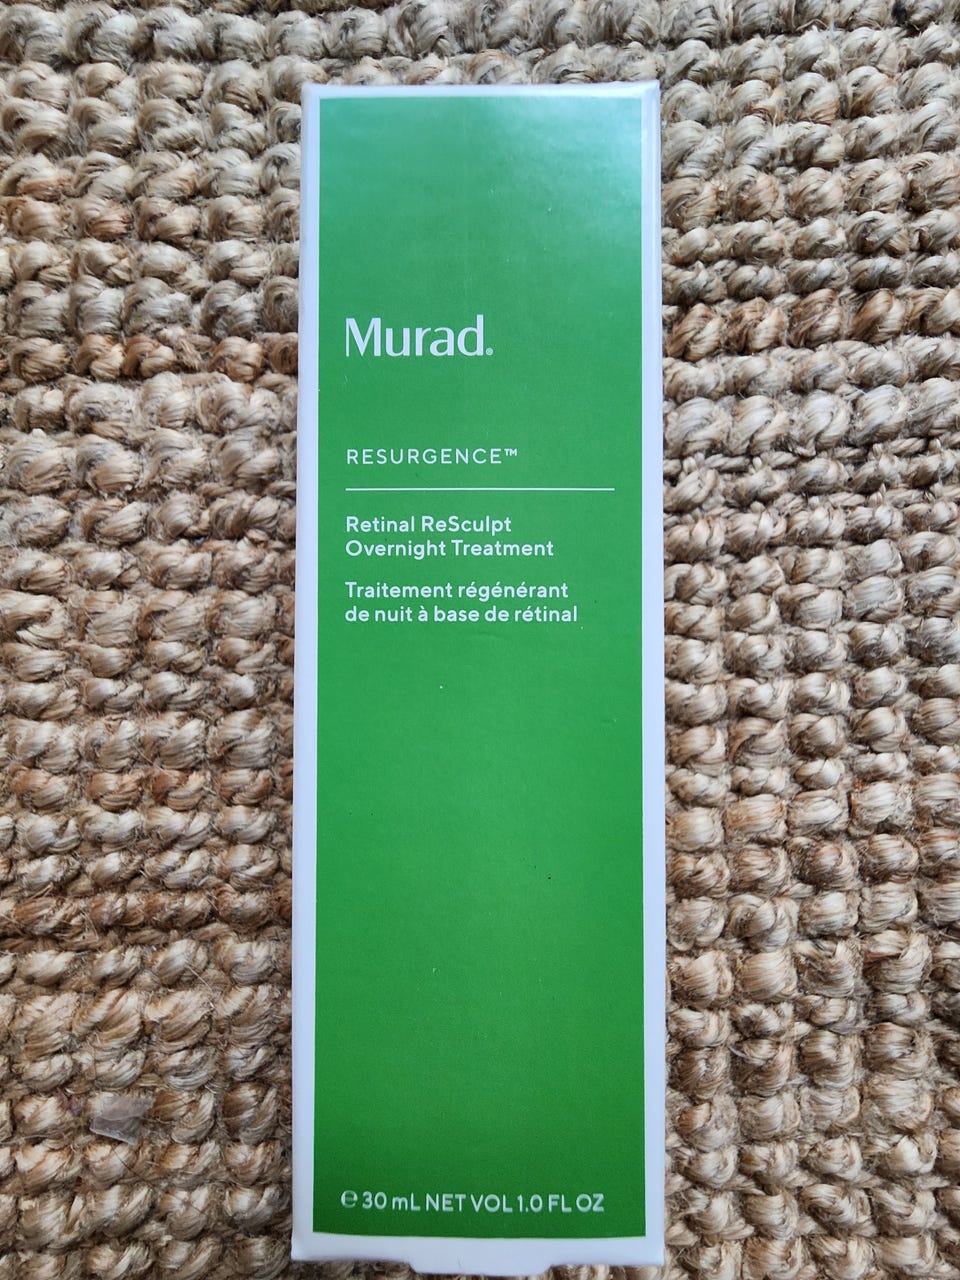 Murad®
RESURGENCE™
Retinal ReSculpt
Overnight Treatment
Traitement régénérant
de nuit à base de rétinal
℮ 30 mL NET VOL 1.0 FL OZ